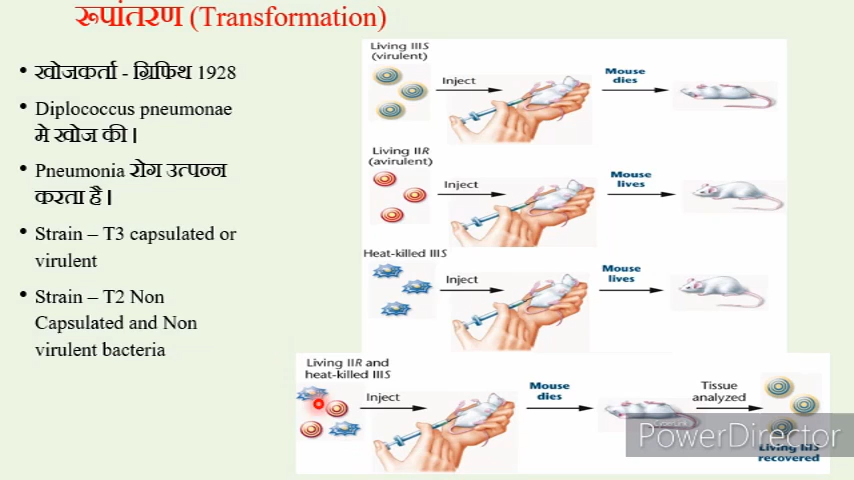 रूपांतरण (Transformation)
• खोजकर्ता - ग्रिफिथ 1928
• Diplococcus pneumonae
मे खोज की।
• Pneumonia रोग उत्पन्न
करता है।
• Strain – T3 capsulated or
virulent
• Strain – T2 Non
Capsulated and Non
virulent bacteria
Living IIIS
(virulent)
Inject
Mouse
dies
Living IIR
(avirulent)
Inject
Mouse
lives
Heat-killed IIIS
Inject
Mouse
lives
Living IIR and
heat-killed IIIS
Inject
Mouse
dies
Tissue
analyzed
PowerDirector
Living IIIS
recovered